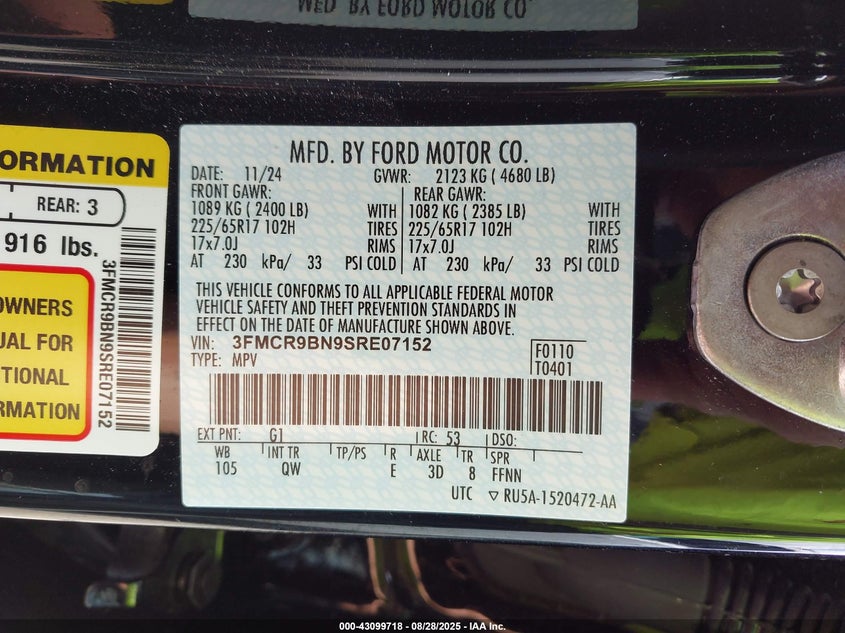 MFD. BY FORD MOTOR CO.
ORMATION
REAR: 3
916 lbs.
OWNERS
UAL FOR
TIONAL
RMATION
3FMCR9BN9SRE07152
MFD. BY FORD MOTOR CO.
DATE: 11/24 GVWR: 2123 KG ( 4680 LB)
FRONT GAWR: REAR GAWR:
1089 KG ( 2400 LB) WITH 1082 KG ( 2385 LB) WITH
225/65R17 102H TIRES 225/65R17 102H TIRES
17x7.0J RIMS 17x7.0J RIMS
AT 230 kPa/ 33 PSI COLD AT 230 kPa/ 33 PSI COLD
THIS VEHICLE CONFORMS TO ALL APPLICABLE FEDERAL MOTOR
VEHICLE SAFETY AND THEFT PREVENTION STANDARDS IN
EFFECT ON THE DATE OF MANUFACTURE SHOWN ABOVE.
VIN: 3FMCR9BN9SRE07152
TYPE: MPV
F0110
T0401
EXT PNT: G1 RC: 53 DSO:
WB INT TR TP/PS R AXLE TR SPR
105 QW E 3D 8 FFNN
UTC ▽ RU5A-1520472-AA
000-43099718 - 08/28/2025 - IAA Inc.